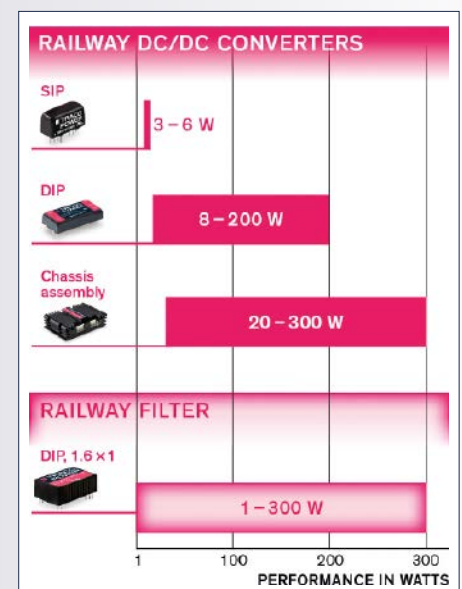 RAILWAY DC/DC CONVERTERS
SIP
3 – 6 W
DIP
8 – 200 W
Chassis
assembly
20 – 300 W
RAILWAY FILTER
DIP, 1.6 × 1
1 – 300 W
1 100 200 300
PERFORMANCE IN WATTS